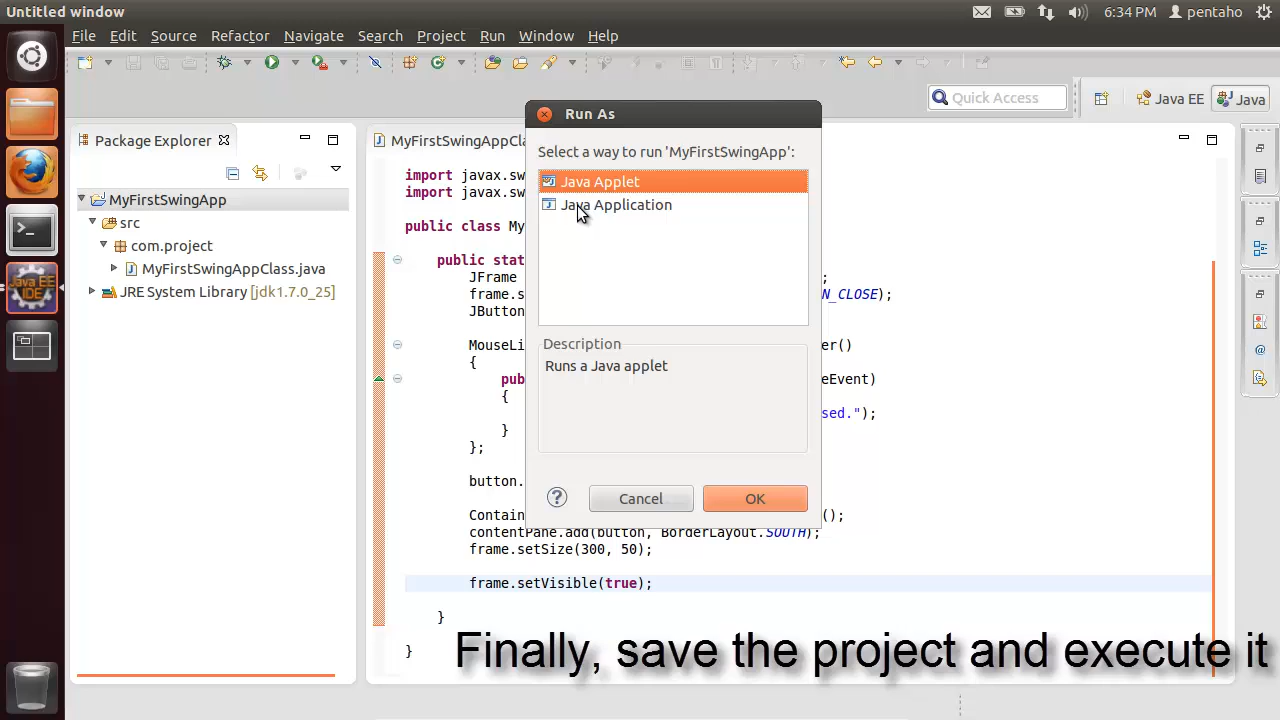 Untitled window
6:34 PM pentaho
File Edit Source Refactor Navigate Search Project Run Window Help
Quick Access
Java EE
Java
Package Explorer
MyFirstSwingApp
src
com.project
MyFirstSwingAppClass.java
JRE System Library [jdk1.7.0_25]
Java EE
IDE
MyFirstSwingAppCl
import javax.sw
import javax.sw
public class My
public stat
JFrame ;
frame.s N_CLOSE);
JButton
MouseLi er()
{
pub eEvent)
{
sed.");
}
};
button.
Contain ();
contentPane.add(button, BorderLayout.SOUTH);
frame.setSize(300, 50);
frame.setVisible(true);
}
}
Run As
Select a way to run 'MyFirstSwingApp':
Java Applet
Java Application
Description
Runs a Java applet
? Cancel OK
Finally, save the project and execute it